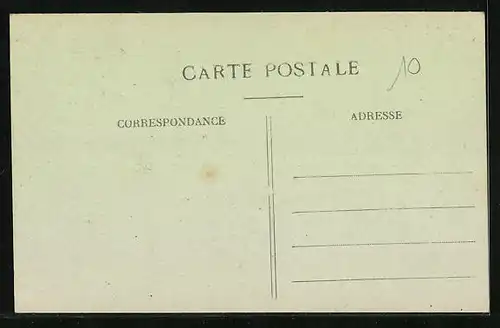 CARTE POSTALE
10
CORRESPONDANCE
ADRESSE